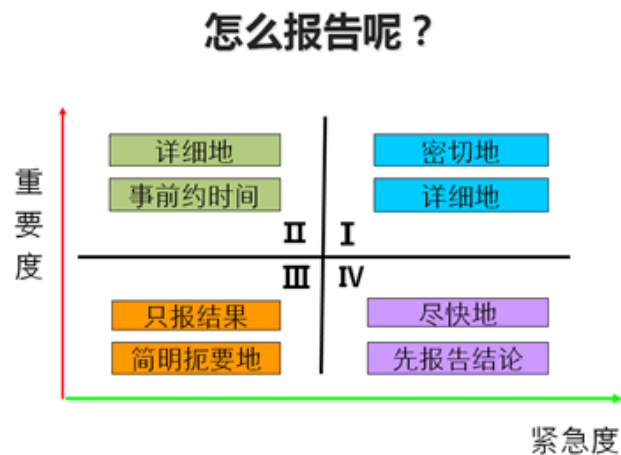 怎么报告呢？
重要度
详细地
事前约时间
密切地
详细地
II
I
III
IV
只报结果
简明扼要地
尽快地
先报告结论
紧急度